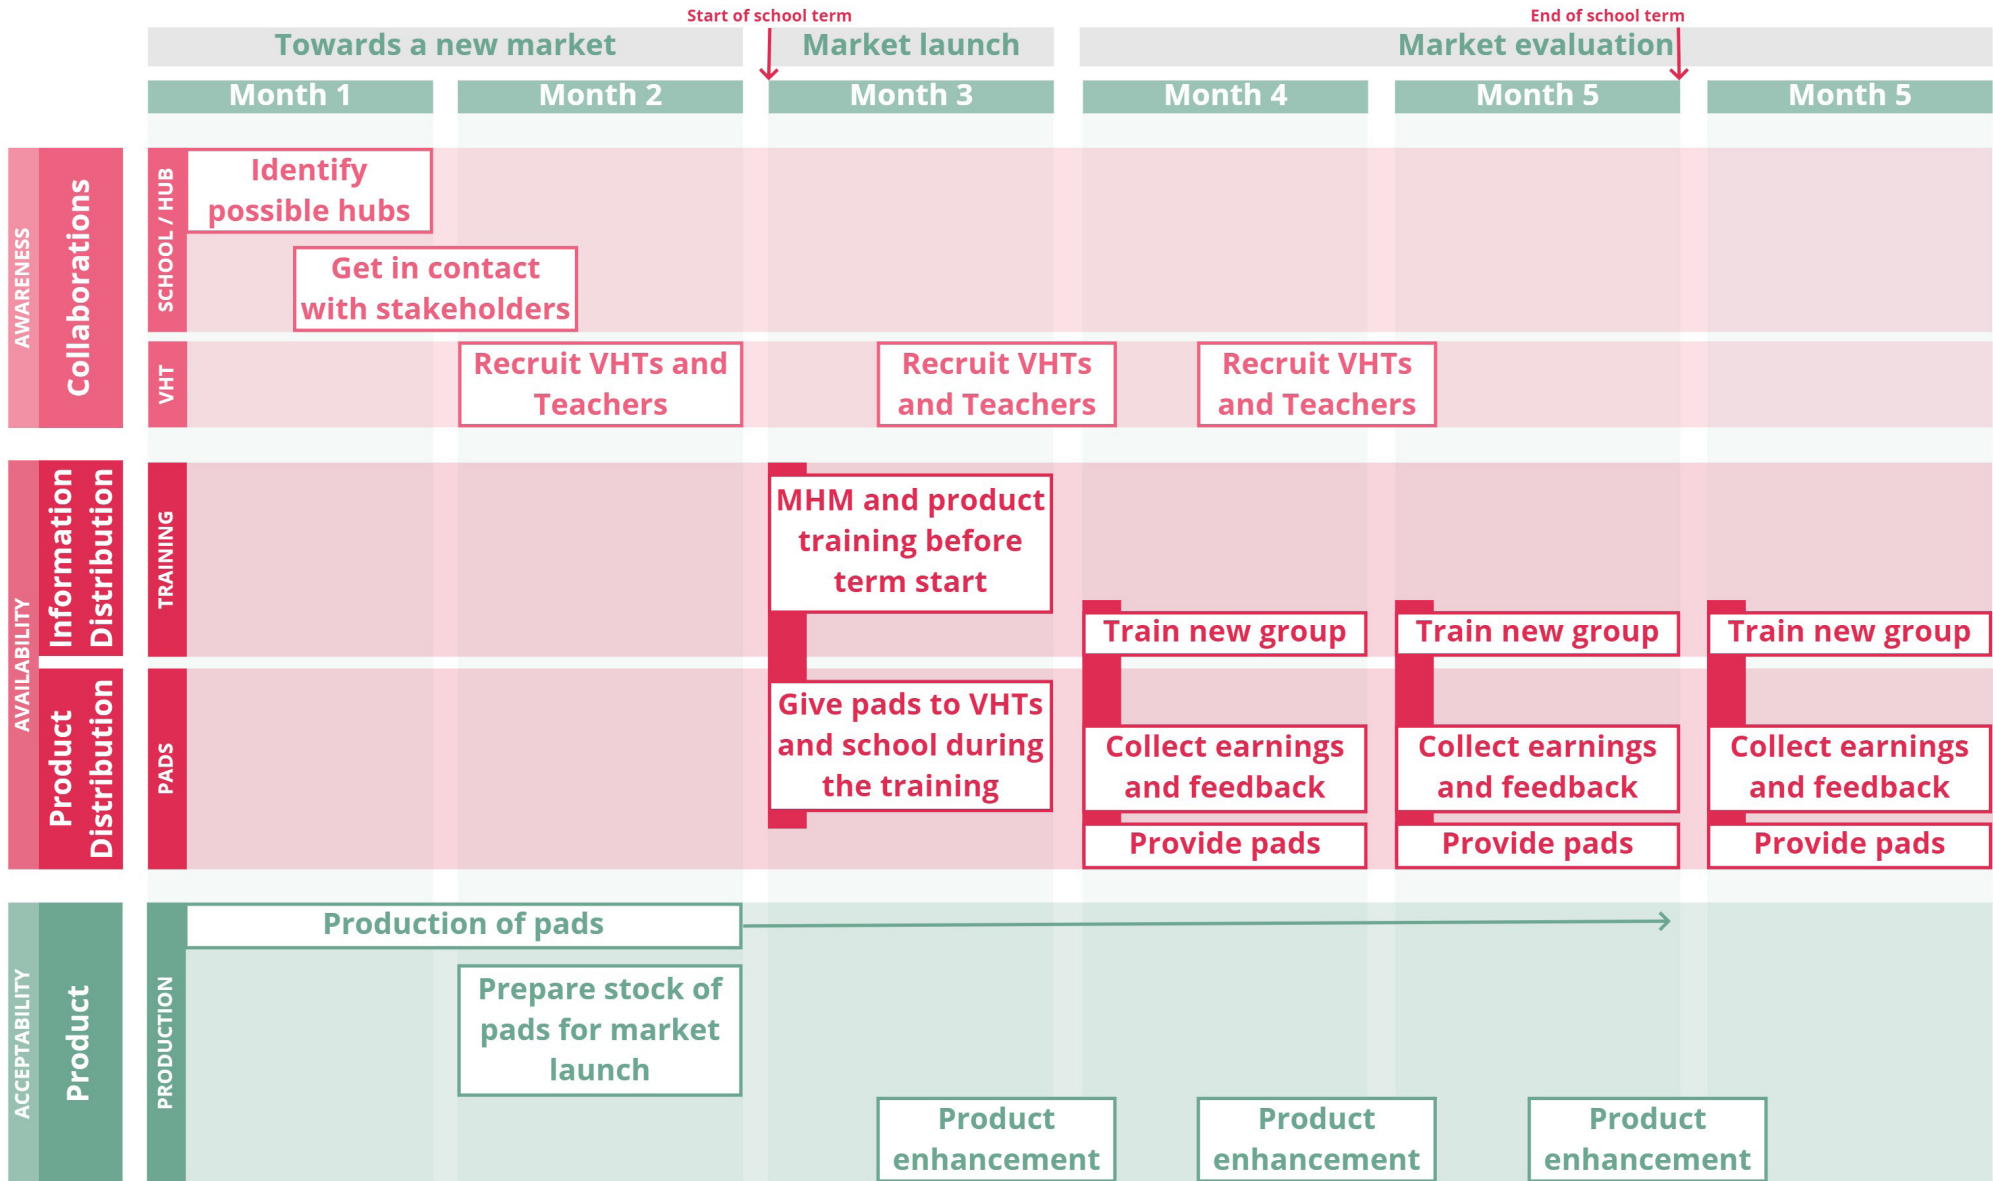 Start of school term
End of school term
Towards a new market
Market launch
Market evaluation
Month 1
Month 2
Month 3
Month 4
Month 5
Month 5
AWARENESS
Collaborations
SCHOOL / HUB
Identify
possible hubs
Get in contact
with stakeholders
VHT
Recruit VHTs and
Teachers
Recruit VHTs
and Teachers
Recruit VHTs
and Teachers
AVAILABILITY
Information
Distribution
TRAINING
MHM and product
training before
term start
Train new group
Train new group
Train new group
Product
Distribution
PADS
Give pads to VHTs
and school during
the training
Collect earnings
and feedback
Collect earnings
and feedback
Collect earnings
and feedback
Provide pads
Provide pads
Provide pads
ACCEPTABILITY
Product
PRODUCTION
Production of pads
Prepare stock of
pads for market
launch
Product
enhancement
Product
enhancement
Product
enhancement